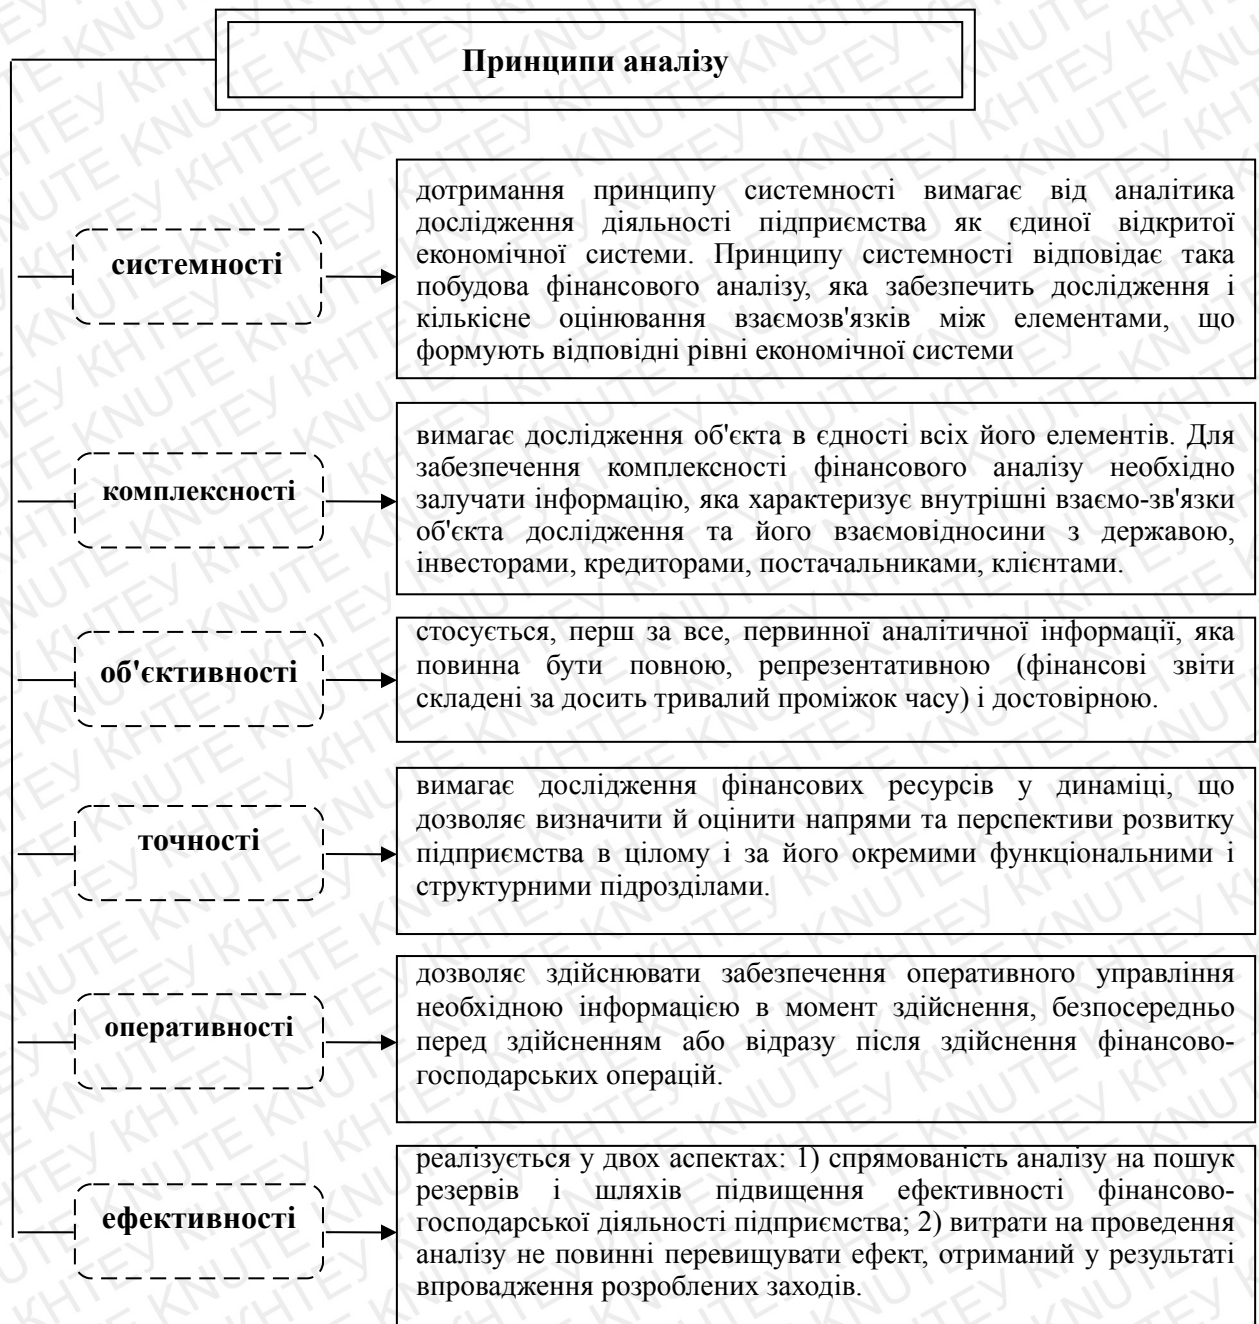 Принципи аналізу
системності
дотримання принципу системності вимагає від аналітика
дослідження діяльності підприємства як єдиної відкритої
економічної системи. Принципу системності відповідає така
побудова фінансового аналізу, яка забезпечить дослідження і
кількісне оцінювання взаємозв'язків між елементами, що
формують відповідні рівні економічної системи
комплексності
вимагає дослідження об'єкта в єдності всіх його елементів. Для
забезпечення комплексності фінансового аналізу необхідно
залучати інформацію, яка характеризує внутрішні взаємо-зв'язки
об'єкта дослідження та його взаємовідносини з державою,
інвесторами, кредиторами, постачальниками, клієнтами.
об'єктивності
стосується, перш за все, первинної аналітичної інформації, яка
повинна бути повною, репрезентативною (фінансові звіти
складені за досить тривалий проміжок часу) і достовірною.
точності
вимагає дослідження фінансових ресурсів у динаміці, що
дозволяє визначити й оцінити напрями та перспективи розвитку
підприємства в цілому і за його окремими функціональними і
структурними підрозділами.
оперативності
дозволяє здійснювати забезпечення оперативного управління
необхідною інформацією в момент здійснення, безпосередньо
перед здійсненням або відразу після здійснення фінансово-
господарських операцій.
ефективності
реалізується у двох аспектах: 1) спрямованість аналізу на пошук
резервів і шляхів підвищення ефективності фінансово-
господарської діяльності підприємства; 2) витрати на проведення
аналізу не повинні перевищувати ефект, отриманий у результаті
впровадження розроблених заходів.